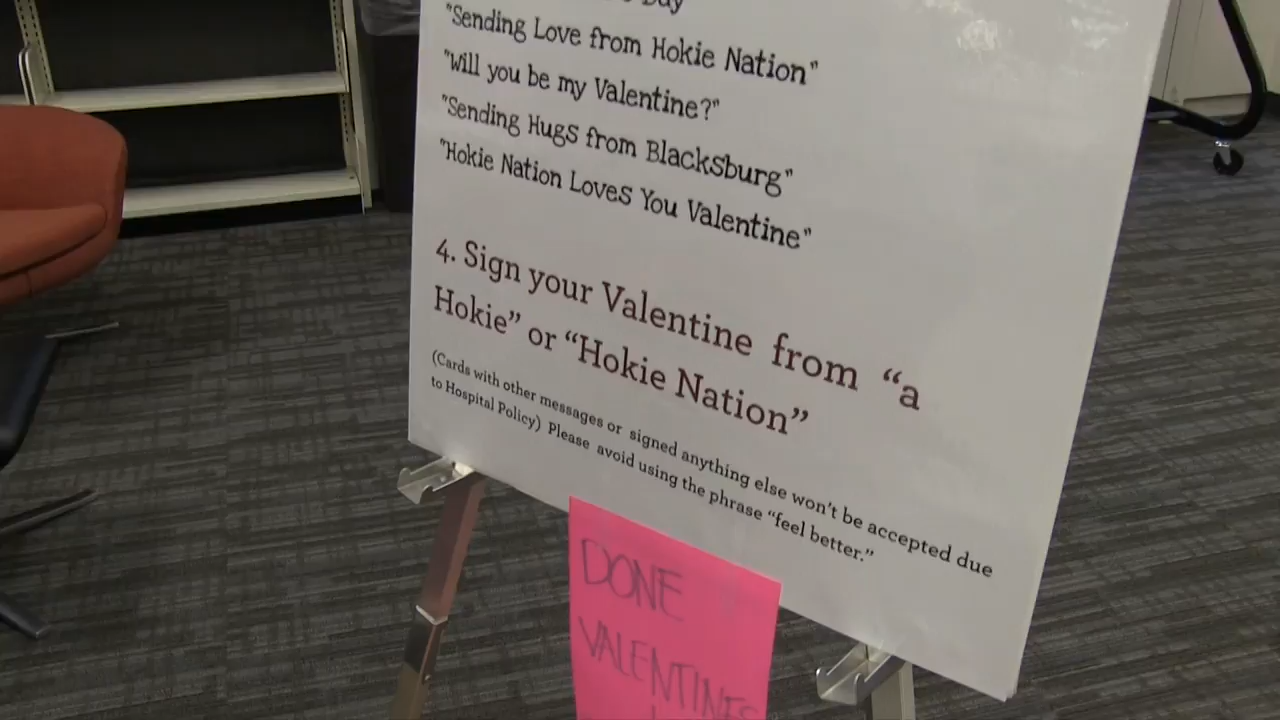 Day
"Sending Love from Hokie Nation"
"Will you be my Valentine?"
"Sending Hugs from Blacksburg"
"Hokie Nation Loves You Valentine"
4. Sign your Valentine from “a
Hokie” or “Hokie Nation”
(Cards with other messages or signed anything else won't be accepted due
to Hospital Policy) Please avoid using the phrase “feel better.”
DONE
VALENTINES